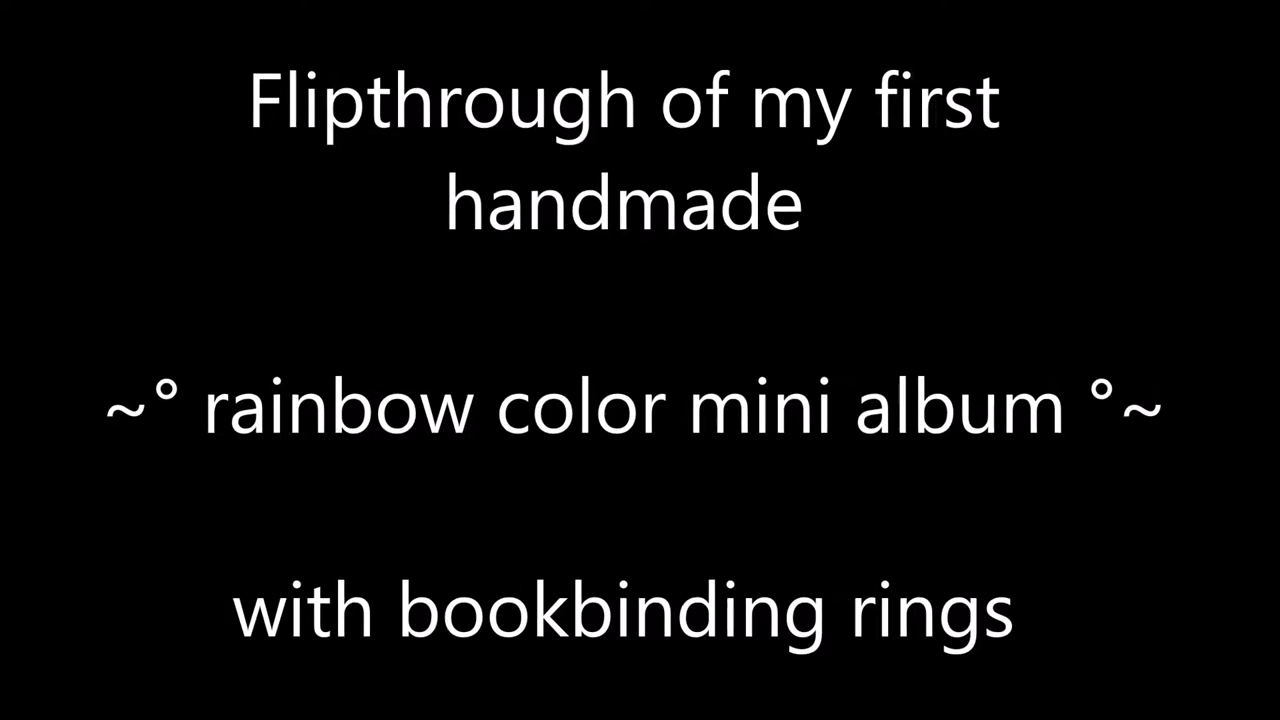 Flipthrough of my first
handmade
~° rainbow color mini album °~
with bookbinding rings